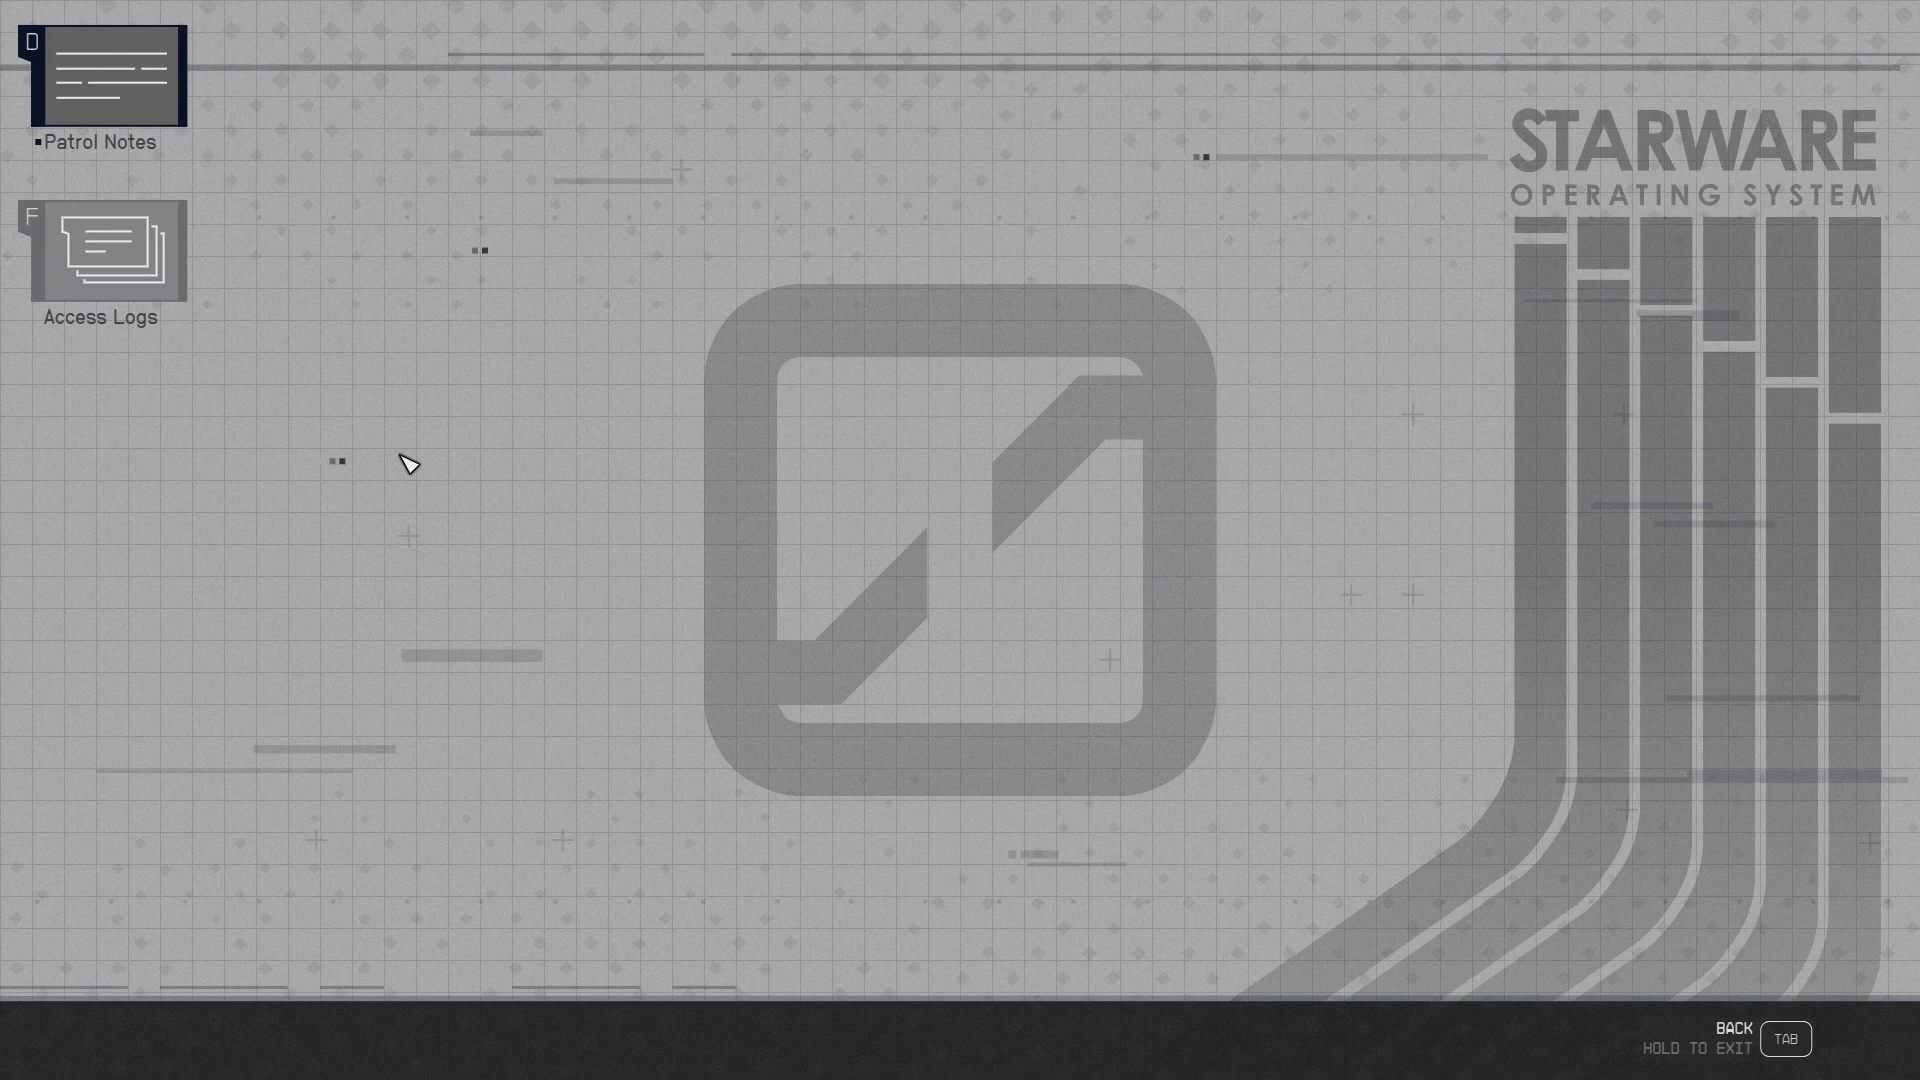 D
Patrol Notes
F
Access Logs
STARWARE
OPERATING SYSTEM
BACK
HOLD TO EXIT
TAB